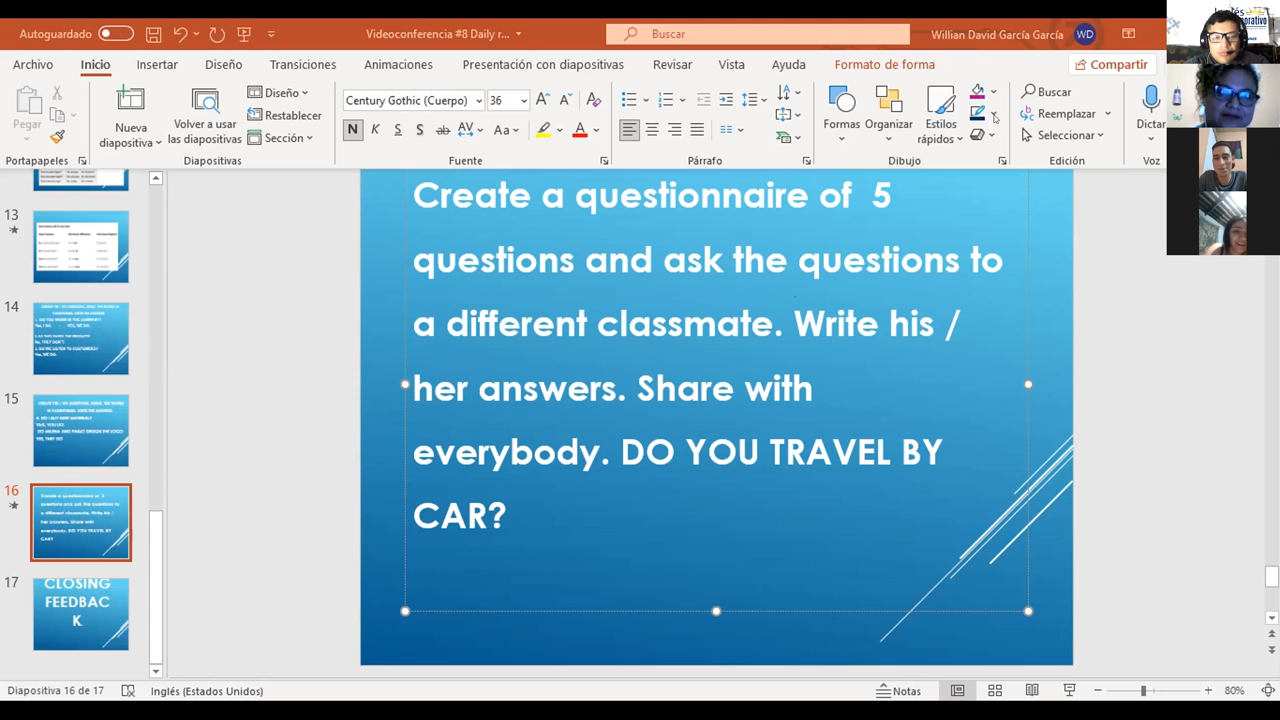 Autoguardado
Videoconferencia #8 Daily r...
Buscar
Willian David García García
WD
Archivo
Inicio
Insertar
Diseño
Transiciones
Animaciones
Presentación con diapositivas
Revisar
Vista
Ayuda
Formato de forma
Compartir
Pegar
Nueva
diapositiva
Volver a usar
las diapositivas
Diseño
Restablecer
Sección
Century Gothic (Cuerpo)
36
N K S S ab AV Aa
A
Formas
Organizar
Estilos
rápidos
Buscar
Reemplazar
Seleccionar
Dictar
Portapapeles
Diapositivas
Fuente
Párrafo
Dibujo
Edición
Voz
13
14
15
16
17
CLOSING
FEEDBAC
K
Create a questionnaire of 5
questions and ask the questions to
a different classmate. Write his /
her answers. Share with
everybody. DO YOU TRAVEL BY
CAR?
Diapositiva 16 de 17
Inglés (Estados Unidos)
Notas
80%